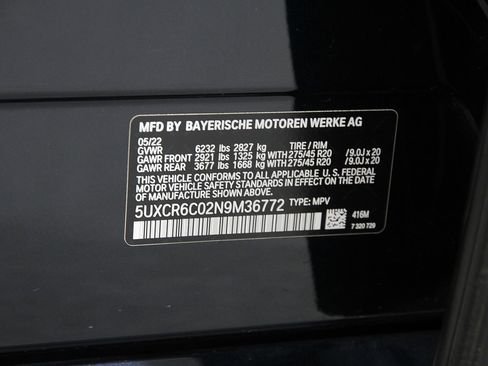 MFD BY BAYERISCHE MOTOREN WERKE AG
05/22
GVWR 6232 lbs 2827 kg TIRE / RIM
GAWR FRONT 2921 lbs 1325 kg WITH 275/45 R20 /9.0J x 20
GAWR REAR 3677 lbs 1668 kg WITH 275/45 R20 /9.0J x 20
THIS VEHICLE CONFORMS TO ALL APPLICABLE U. S. FEDERAL
MOTOR VEHICLE SAFETY STANDARDS IN EFFECT ON THE DATE
OF MANUFACTURE SHOWN ABOVE.
5UXCR6C02N9M36772 TYPE: MPV
416M
7 320 729